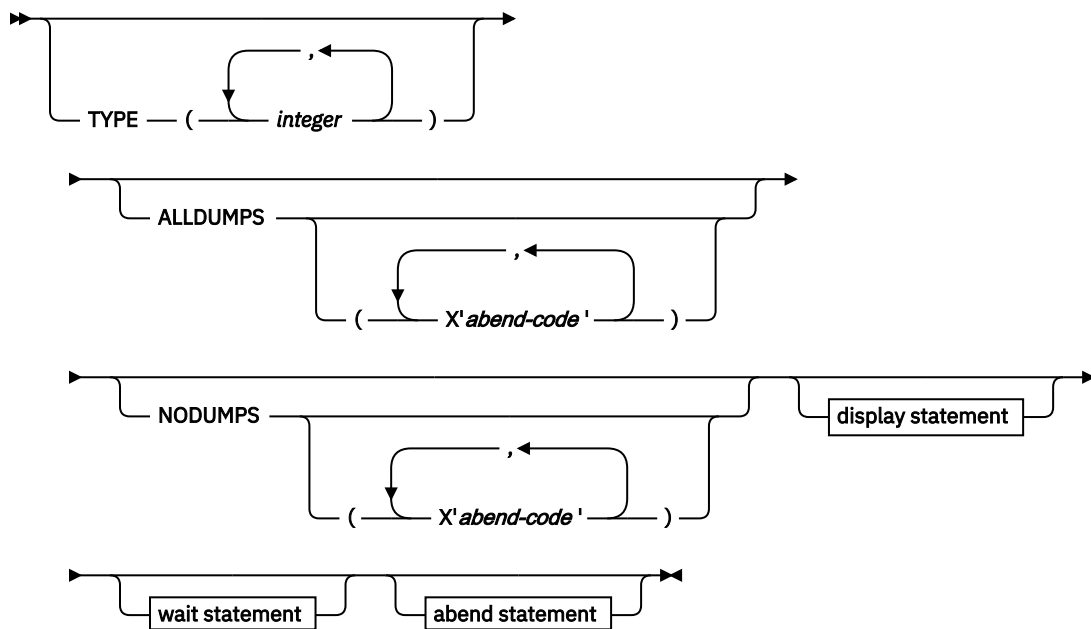 ,
TYPE ( integer )
ALLDUMPS
,
( X'abend-code' )
NODUMPS display statement
,
( X'abend-code' )
wait statement abend statement